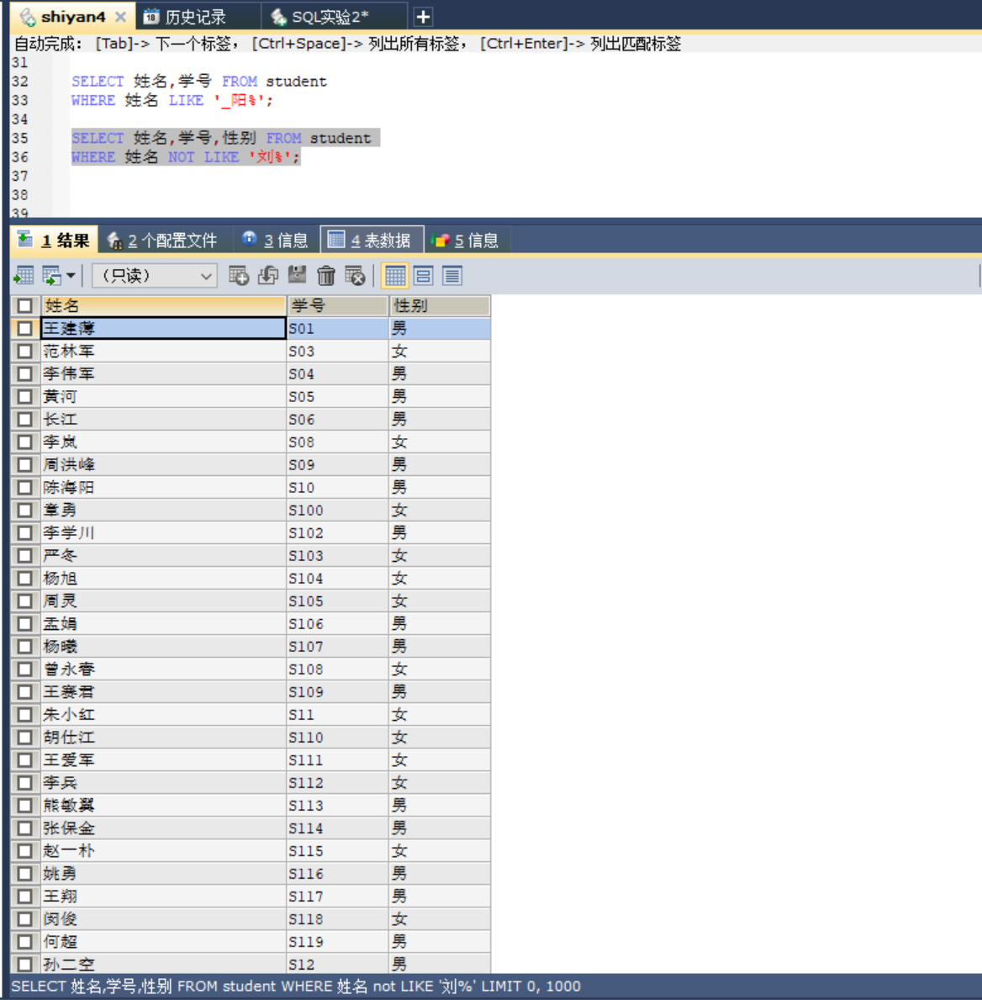 shiyan4 历史记录 SQL实验2*
自动完成： [Tab]-> 下一个标签， [Ctrl+Space]-> 列出所有标签， [Ctrl+Enter]-> 列出匹配标签
31
32 SELECT 姓名,学号 FROM student
33 WHERE 姓名 LIKE '_阳%';
34
35 SELECT 姓名,学号,性别 FROM student
36 WHERE 姓名 NOT LIKE '刘%';
37
38
39
1 结果 2 个配置文件 3 信息 4 表数据 5 信息
（只读）
姓名 学号 性别
王建薄 S01 男
范林军 S03 女
李伟军 S04 男
黄河 S05 男
长江 S06 男
李岚 S08 女
周洪峰 S09 男
陈海阳 S10 男
章勇 S100 女
李学川 S102 男
严冬 S103 女
杨旭 S104 女
周灵 S105 女
孟娟 S106 男
杨曦 S107 男
曾永春 S108 女
王赛君 S109 男
朱小红 S11 女
胡仕江 S110 女
王爱军 S111 女
李兵 S112 女
熊敏翼 S113 男
张保金 S114 男
赵一朴 S115 女
姚勇 S116 男
王翔 S117 男
闵俊 S118 女
何超 S119 男
孙二空 S12 男
SELECT 姓名,学号,性别 FROM student WHERE 姓名 not LIKE '刘%' LIMIT 0, 1000